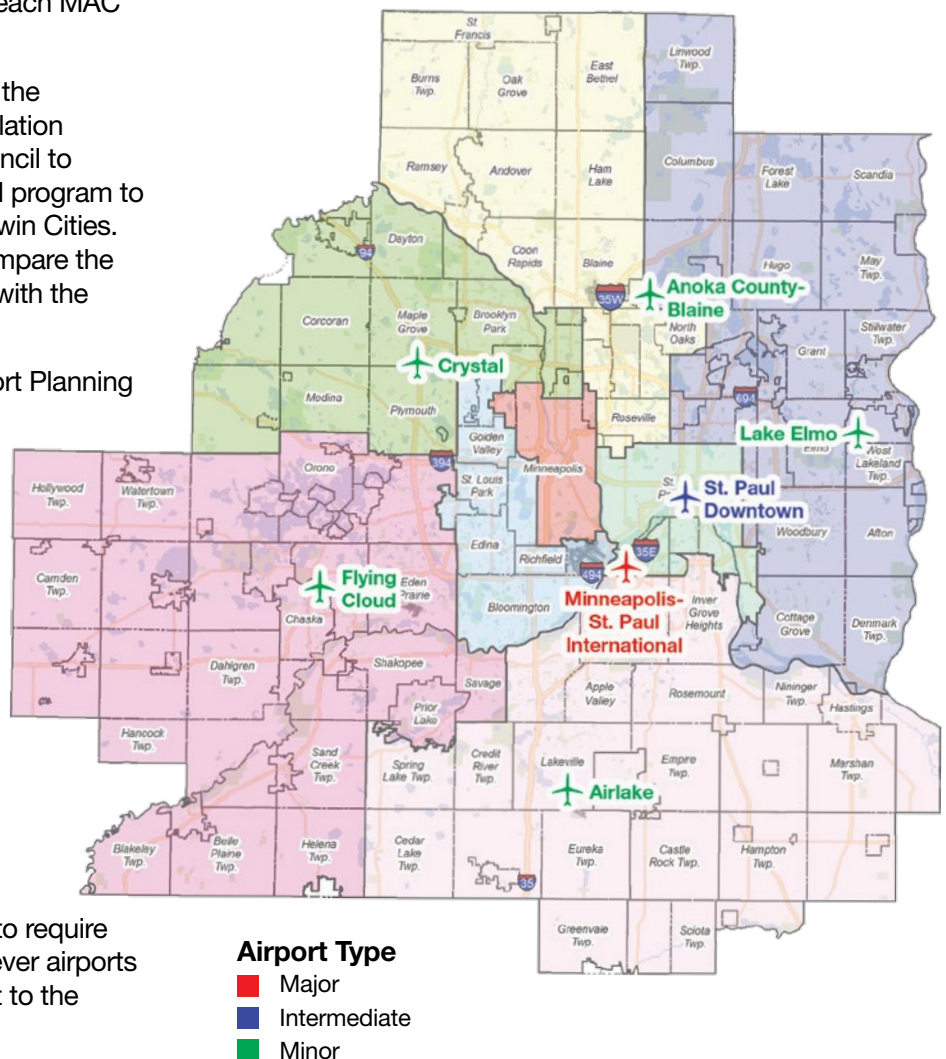 each MAC
the
lation
ncil to
l program to
win Cities.
mpare the
with the
ort Planning
St.
Francis
Linwood
Twp.
Burns
Twp.
Oak
Grove
East
Bethel
Ramsey
Andover
Ham
Lake
Columbus
Forest
Lake
Scandia
Dayton
94
Coon
Rapids
Blaine
Hugo
May
Twp.
35W
Anoka County-
Blaine
Corcoran
Maple
Grove
Brooklyn
Park
North
Oaks
Stillwater
Twp.
Grant
Crystal
Medina
Plymouth
694
Roseville
Lake Elmo
Elmo
West
Lakeland
Twp.
Golden
Valley
394
Orono
Minneapolis
Hollywood
Twp.
Watertown
Twp.
St. Louis
Park
St.
St. Paul
Downtown
Woodbury
Afton
Edina
Richfield
35E
494
Camden
Twp.
Flying
Cloud
Eden
Prairie
Chaska
Bloomington
Minneapolis-
St. Paul
International
Inver
Grove
Heights
Cottage
Grove
Denmark
Twp.
Dahlgren
Twp.
Shakopee
Savage
Apple
Valley
Rosemount
Nininger
Twp.
Hastings
Prior
Lake
Hancock
Twp.
Sand
Creek
Twp.
Spring
Lake Twp.
Credit
River
Twp.
Lakeville
Empire
Twp.
Marshan
Twp.
Airlake
Blakeley
Twp.
Belle
Plaine
Twp.
Helena
Twp.
Cedar
Lake
Twp.
35
Eureka
Twp.
Castle
Rock Twp.
Hampton
Twp.
Greenvale
Twp.
Sciota
Twp.
to require
ever airports
t to the
Airport Type
Major
Intermediate
Minor